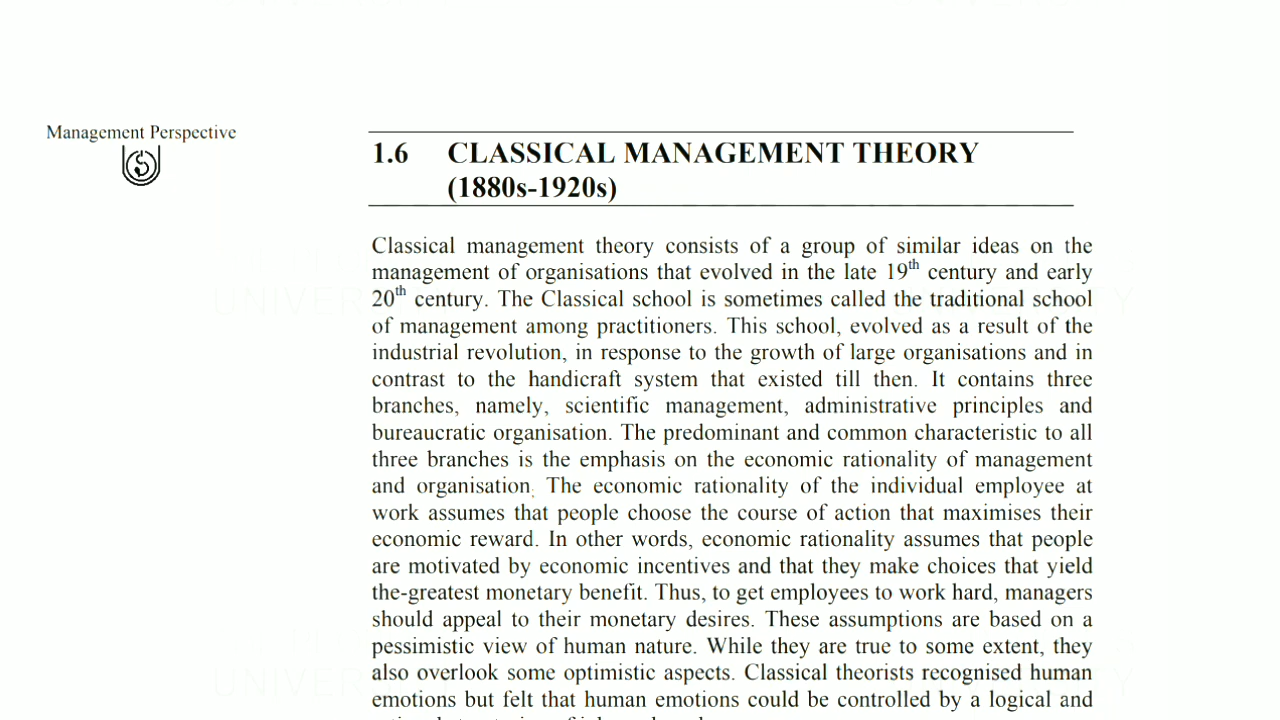 Management Perspective
1.6 CLASSICAL MANAGEMENT THEORY
(1880s-1920s)
Classical management theory consists of a group of similar ideas on the
management of organisations that evolved in the late 19th century and early
20th century. The Classical school is sometimes called the traditional school
of management among practitioners. This school, evolved as a result of the
industrial revolution, in response to the growth of large organisations and in
contrast to the handicraft system that existed till then. It contains three
branches, namely, scientific management, administrative principles and
bureaucratic organisation. The predominant and common characteristic to all
three branches is the emphasis on the economic rationality of management
and organisation. The economic rationality of the individual employee at
work assumes that people choose the course of action that maximises their
economic reward. In other words, economic rationality assumes that people
are motivated by economic incentives and that they make choices that yield
the-greatest monetary benefit. Thus, to get employees to work hard, managers
should appeal to their monetary desires. These assumptions are based on a
pessimistic view of human nature. While they are true to some extent, they
also overlook some optimistic aspects. Classical theorists recognised human
emotions but felt that human emotions could be controlled by a logical and